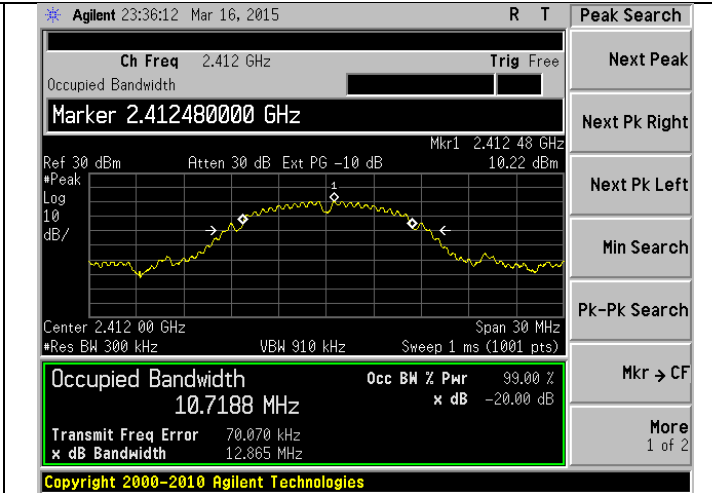 Agilent 23:36:12 Mar 16, 2015 R T
Peak Search
Ch Freq 2.412 GHz Trig Free
Occupied Bandwidth
Marker 2.412480000 GHz
Mkr1 2.412 48 GHz
Ref 30 dBm Atten 30 dB Ext PG -10 dB 10.22 dBm
#Peak
Log
10
dB/
1
Center 2.412 00 GHz Span 30 MHz
#Res BW 300 kHz VBW 910 kHz Sweep 1 ms (1001 pts)
Occupied Bandwidth Occ BW % Pwr 99.00 %
10.7188 MHz x dB -20.00 dB
Transmit Freq Error 70.070 kHz
x dB Bandwidth 12.865 MHz
Copyright 2000-2010 Agilent Technologies
Next Peak
Next Pk Right
Next Pk Left
Min Search
Pk-Pk Search
Mkr → CF
More
1 of 2